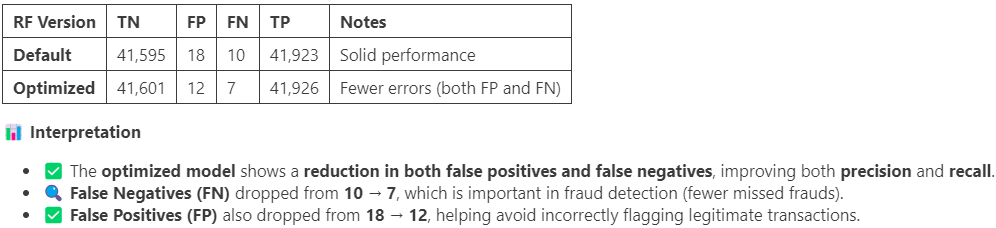 RF Version TN FP FN TP Notes
Default 41,595 18 10 41,923 Solid performance
Optimized 41,601 12 7 41,926 Fewer errors (both FP and FN)
📊 Interpretation
• ✅ The optimized model shows a reduction in both false positives and false negatives, improving both precision and recall.
• 🔍 False Negatives (FN) dropped from 10 → 7, which is important in fraud detection (fewer missed frauds).
• ✅ False Positives (FP) also dropped from 18 → 12, helping avoid incorrectly flagging legitimate transactions.